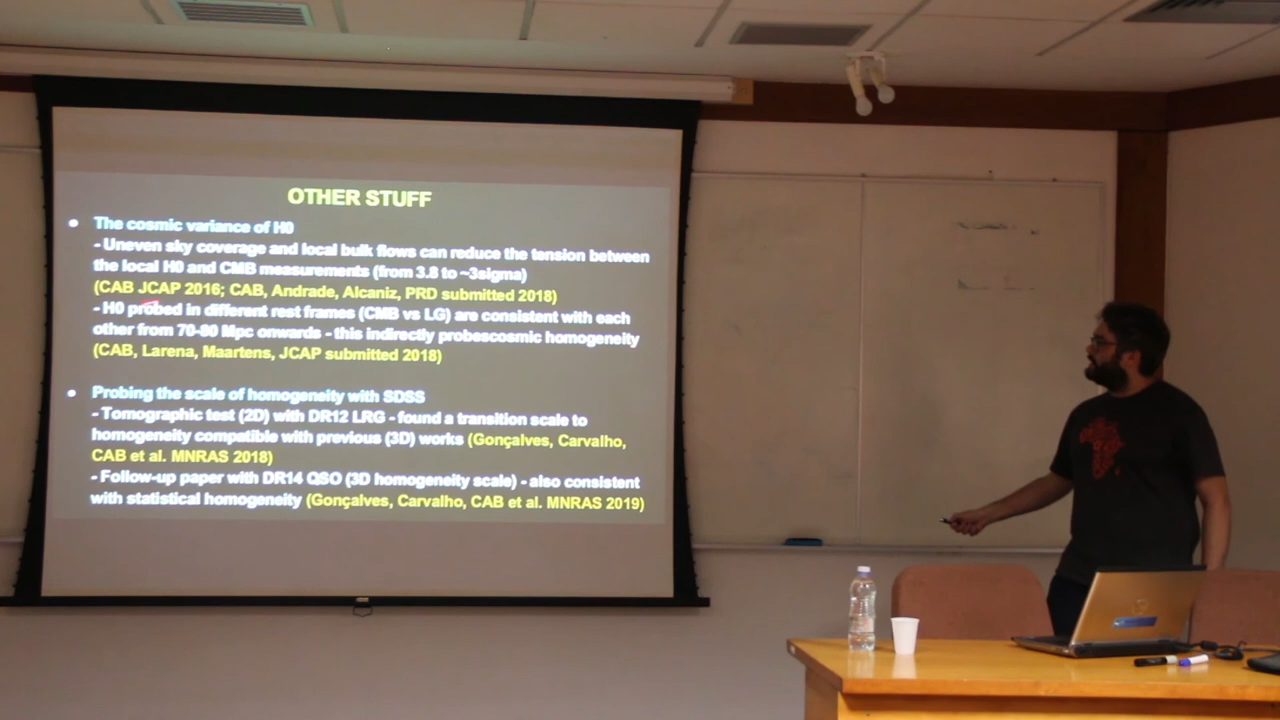 OTHER STUFF
The cosmic variance of H0
- Uneven sky coverage and local bulk flows can reduce the tension between
the local H0 and CMB measurements (from 3.8 to ~3sigma)
(CAB JCAP 2016; CAB, Andrade, Alcaniz, PRD submitted 2018)
- H0 probed in different rest frames (CMB vs LG) are consistent with each
other from 70-80 Mpc onwards - this indirectly probescosmic homogeneity
(CAB, Larena, Maartens, JCAP submitted 2018)
Probing the scale of homogeneity with SDSS
- Tomographic test (2D) with DR12 LRG - found a transition scale to
homogeneity compatible with previous (3D) works (Gonçalves, Carvalho,
CAB et al. MNRAS 2018)
- Follow-up paper with DR14 QSO (3D homogeneity scale) - also consistent
with statistical homogeneity (Gonçalves, Carvalho, CAB et al. MNRAS 2019)